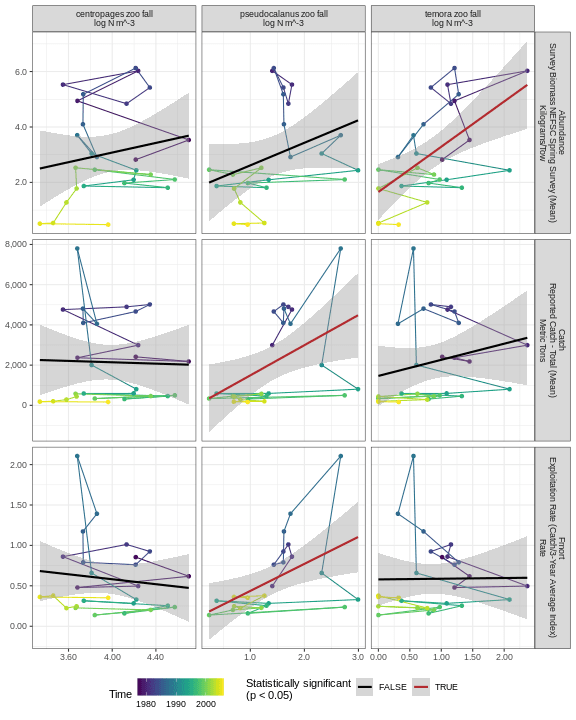 centropages zoo fall
log N m^-3
pseudocalanus zoo fall
log N m^-3
temora zoo fall
log N m^-3
6.0
4.0
2.0
Abundance
Survey Biomass NEFSC Spring Survey (Mean)
Kilograms/Tow
8,000
6,000
4,000
2,000
0
Catch
Reported Catch - Total (Mean)
Metric Tons
2.00
1.50
1.00
0.50
0.00
Fmort
Exploitation Rate (Catch/3-Year Average Index)
Rate
3.60
4.00
4.40
1.0
2.0
3.0
0.00
0.50
1.00
1.50
2.00
Time
1980
1990
2000
Statistically significant
(p < 0.05)
FALSE
TRUE